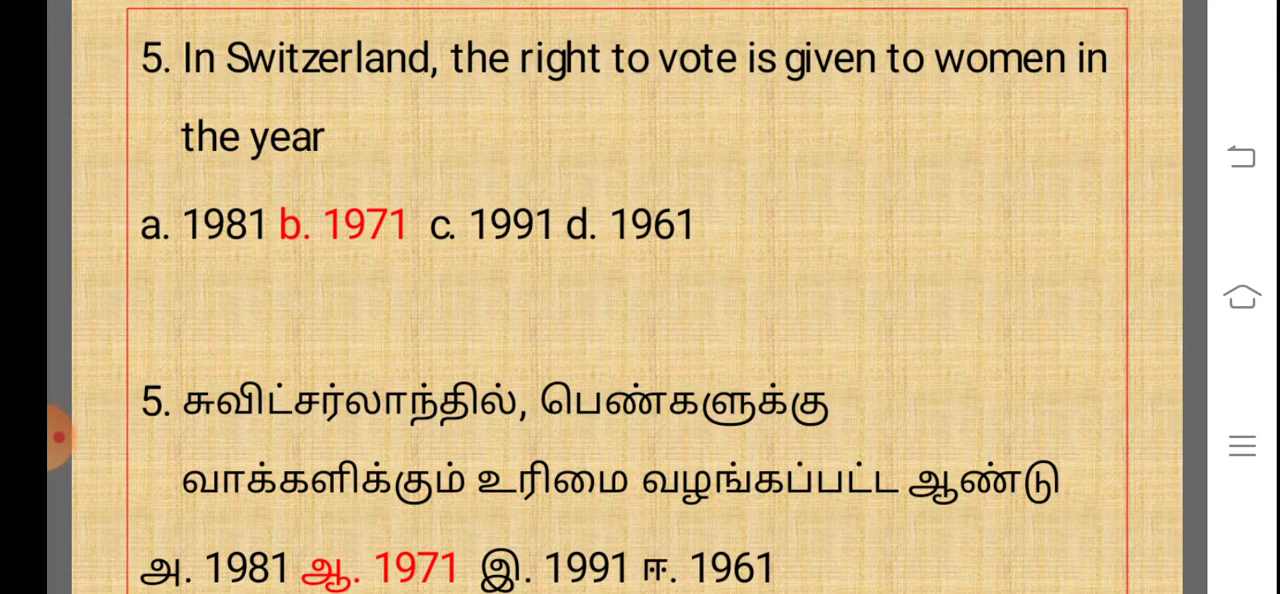 5. In Switzerland, the right to vote is given to women in
the year
a. 1981 b. 1971 c. 1991 d. 1961
5. சுவிட்சர்லாந்தில், பெண்களுக்கு
வாக்களிக்கும் உரிமை வழங்கப்பட்ட ஆண்டு
அ. 1981 ஆ. 1971 இ. 1991 ஈ. 1961